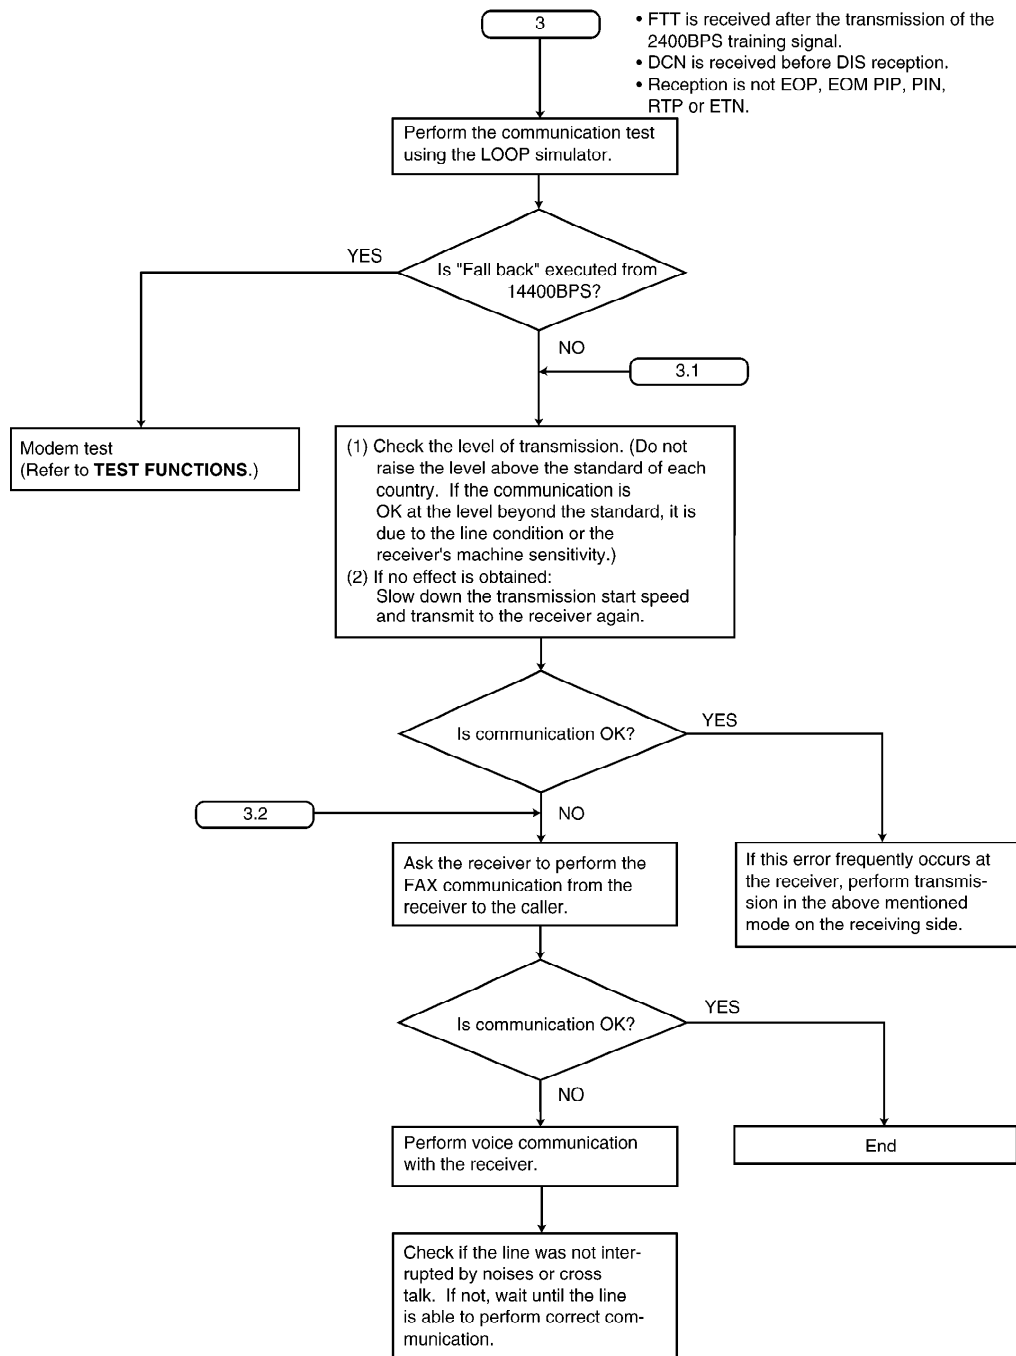 3
• FTT is received after the transmission of the
2400BPS training signal.
• DCN is received before DIS reception.
• Reception is not EOP, EOM PIP, PIN,
RTP or ETN.
Perform the communication test
using the LOOP simulator.
YES
Is "Fall back" executed from
14400BPS?
NO
3.1
Modem test
(Refer to TEST FUNCTIONS.)
(1) Check the level of transmission. (Do not
raise the level above the standard of each
country. If the communication is
OK at the level beyond the standard, it is
due to the line condition or the
receiver's machine sensitivity.)
(2) If no effect is obtained:
Slow down the transmission start speed
and transmit to the receiver again.
Is communication OK?
YES
3.2
NO
Ask the receiver to perform the
FAX communication from the
receiver to the caller.
If this error frequently occurs at
the receiver, perform transmis-
sion in the above mentioned
mode on the receiving side.
Is communication OK?
YES
NO
Perform voice communication
with the receiver.
End
Check if the line was not inter-
rupted by noises or cross
talk. If not, wait until the line
is able to perform correct com-
munication.